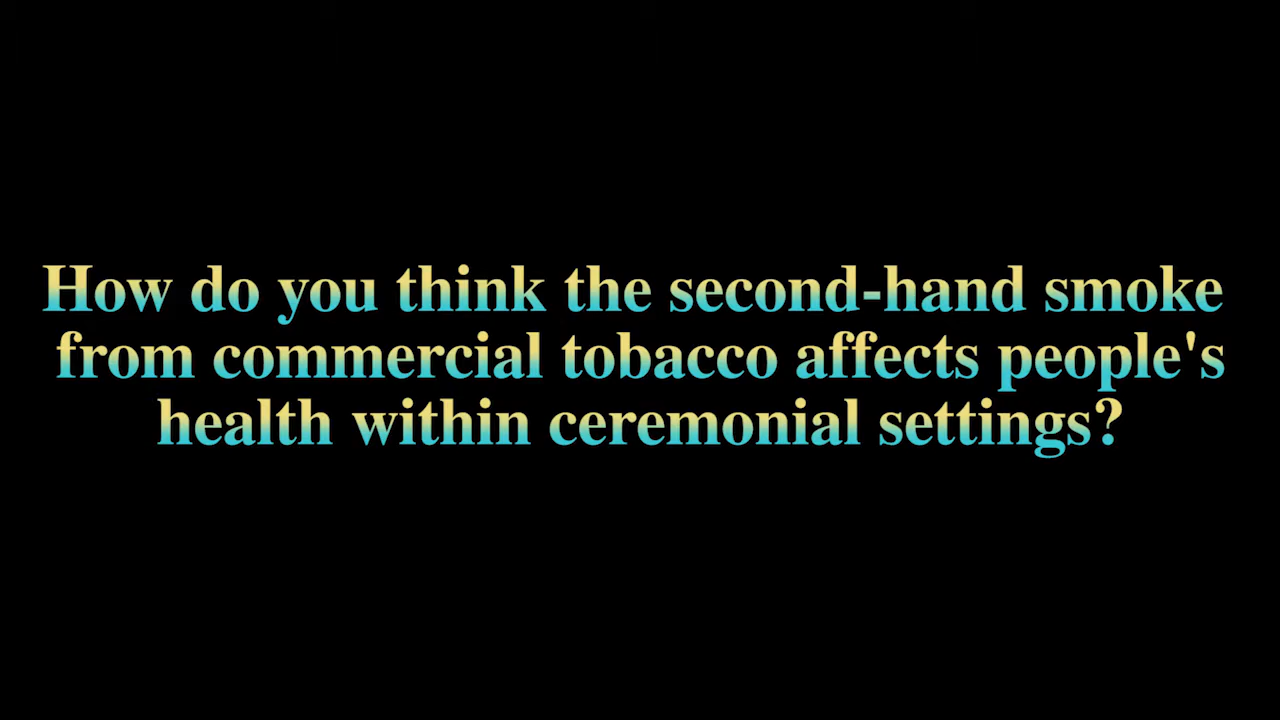 How do you think the second-hand smoke
from commercial tobacco affects people's
health within ceremonial settings?